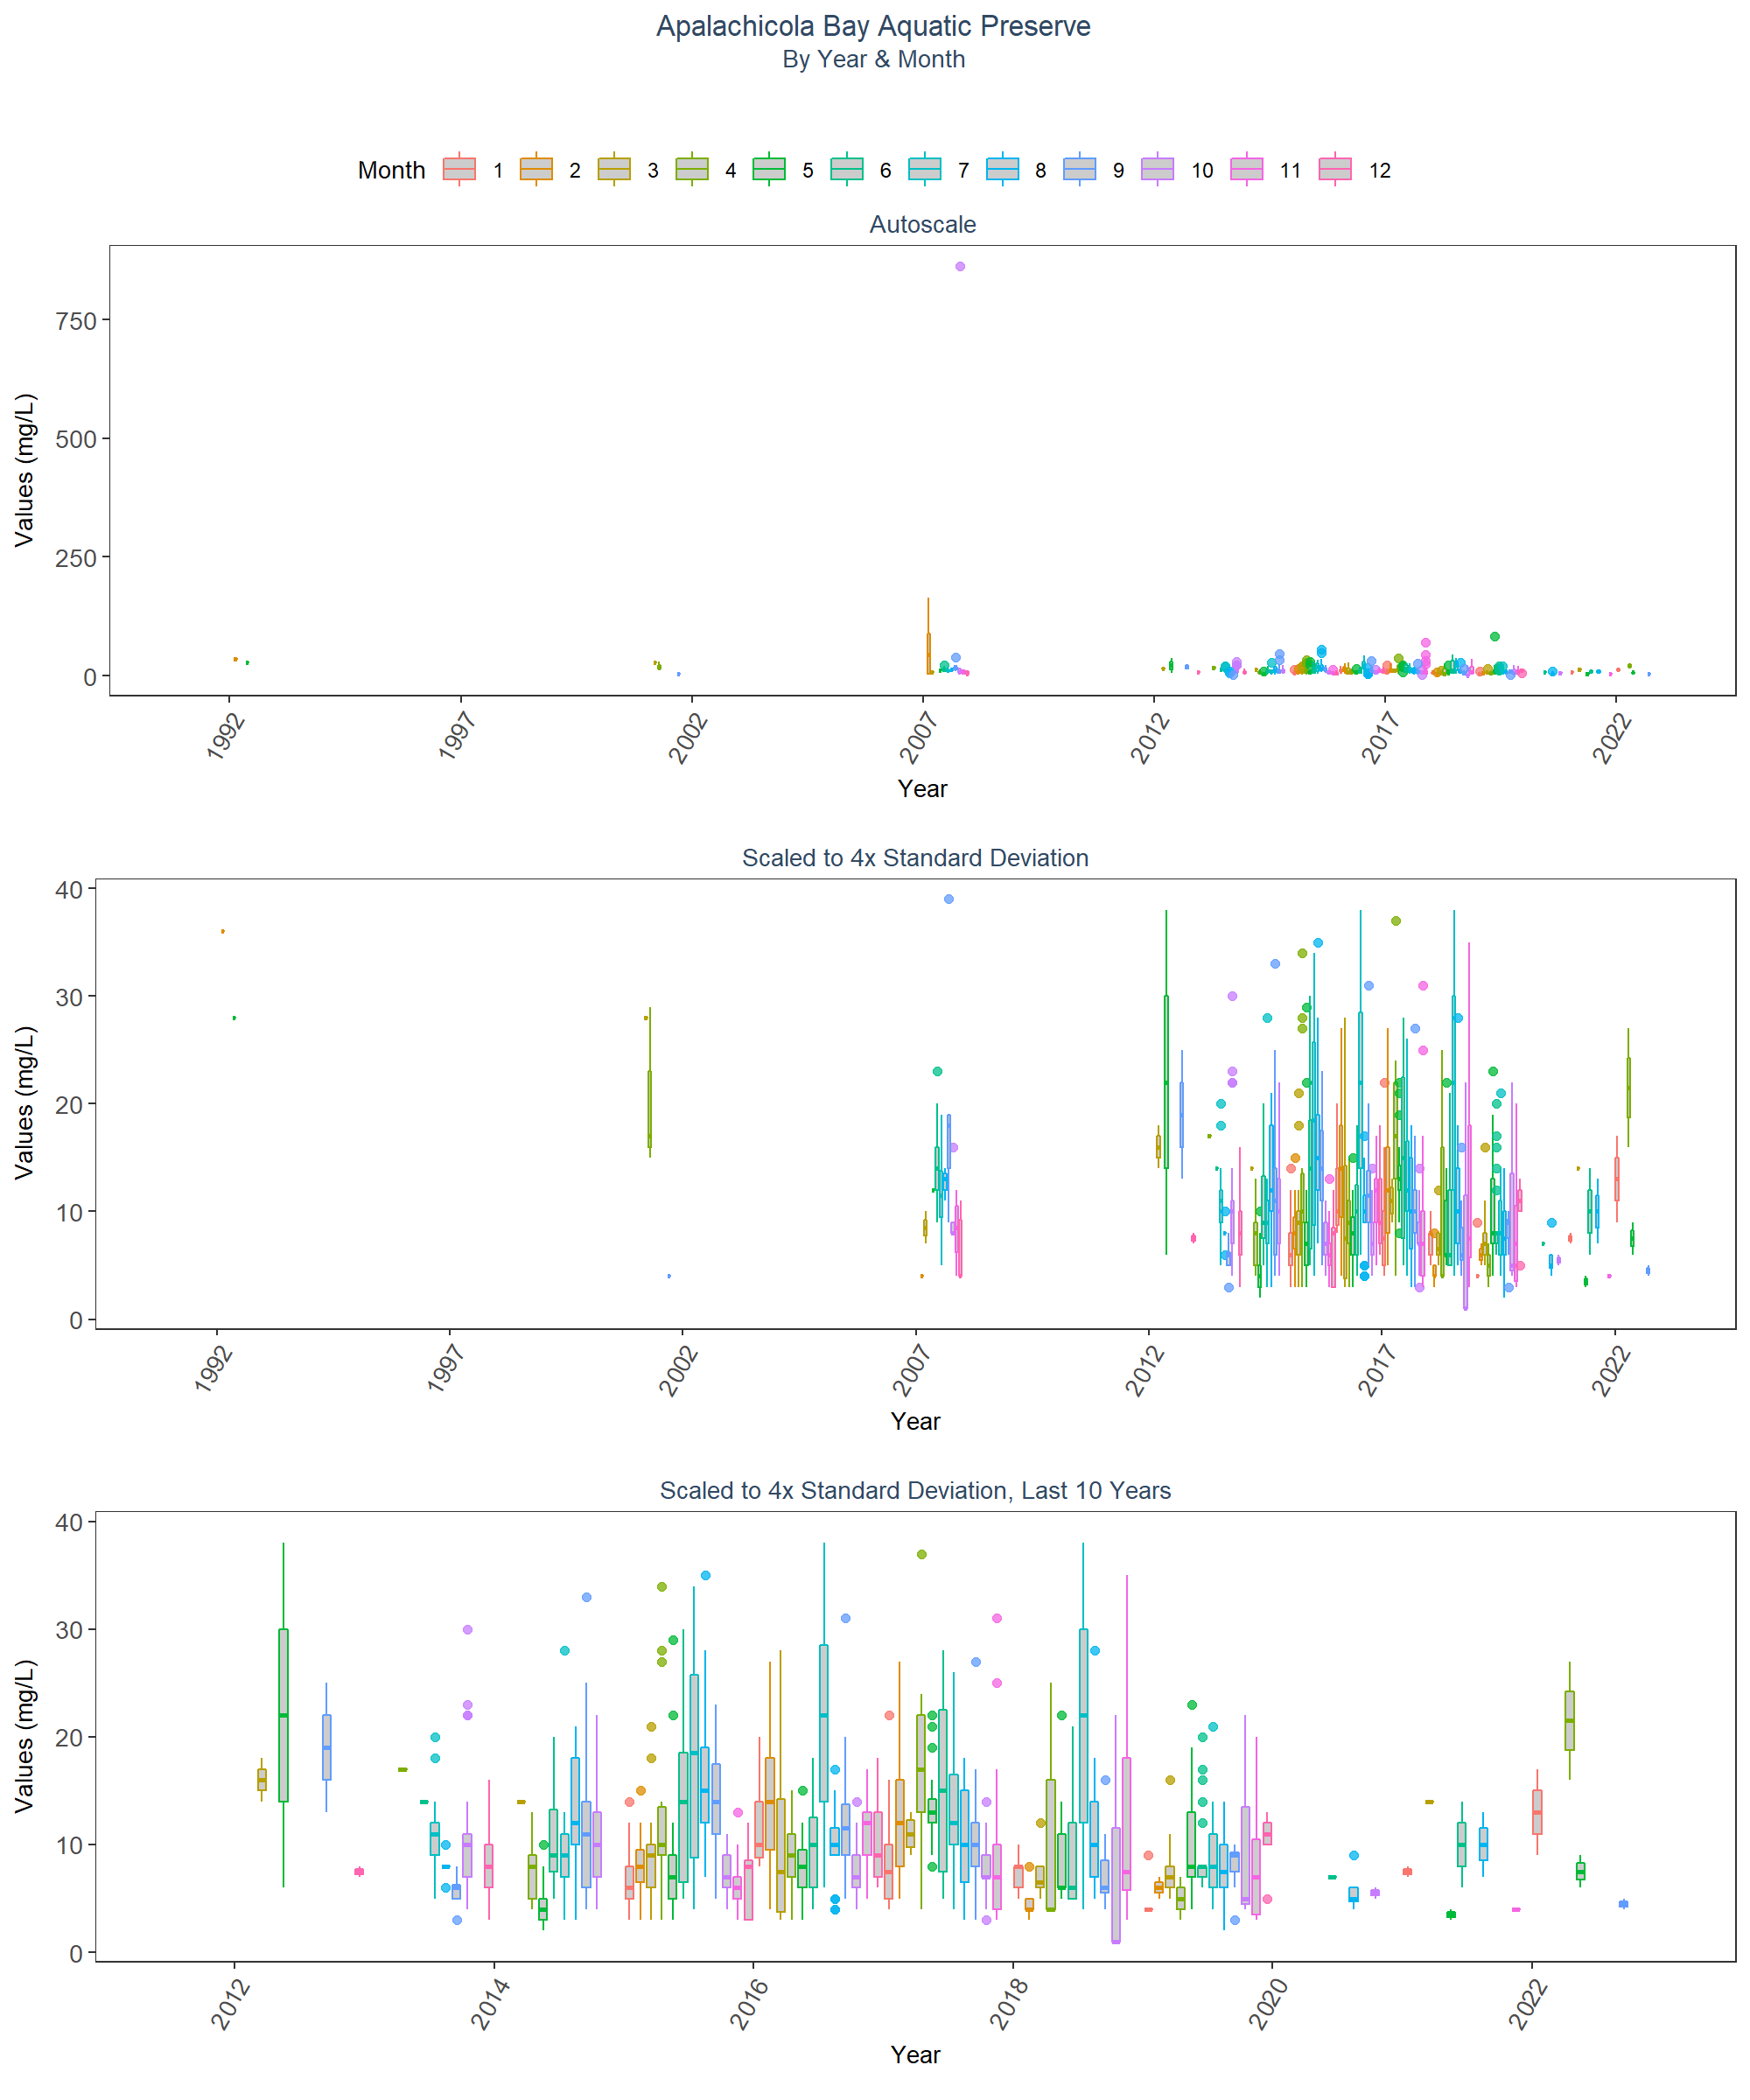 Apalachicola Bay Aquatic Preserve
By Year & Month
Month 1 2 3 4 5 6 7 8 9 10 11 12
Autoscale
Values (mg/L)
750
500
250
0
1992 1997 2002 2007 2012 2017 2022
Year
Scaled to 4x Standard Deviation
Values (mg/L)
40
30
20
10
0
1992 1997 2002 2007 2012 2017 2022
Year
Scaled to 4x Standard Deviation, Last 10 Years
Values (mg/L)
40
30
20
10
0
2012 2014 2016 2018 2020 2022
Year